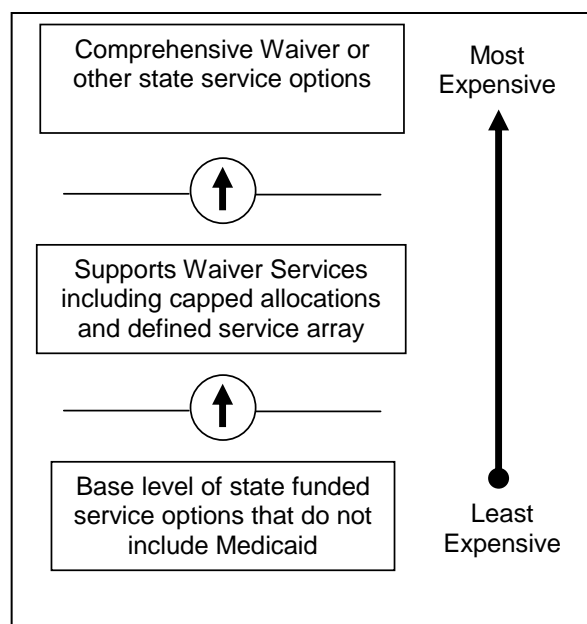 Comprehensive Waiver or
other state service options
Most
Expensive
Supports Waiver Services
including capped allocations
and defined service array
Base level of state funded
service options that do not
include Medicaid
Least
Expensive